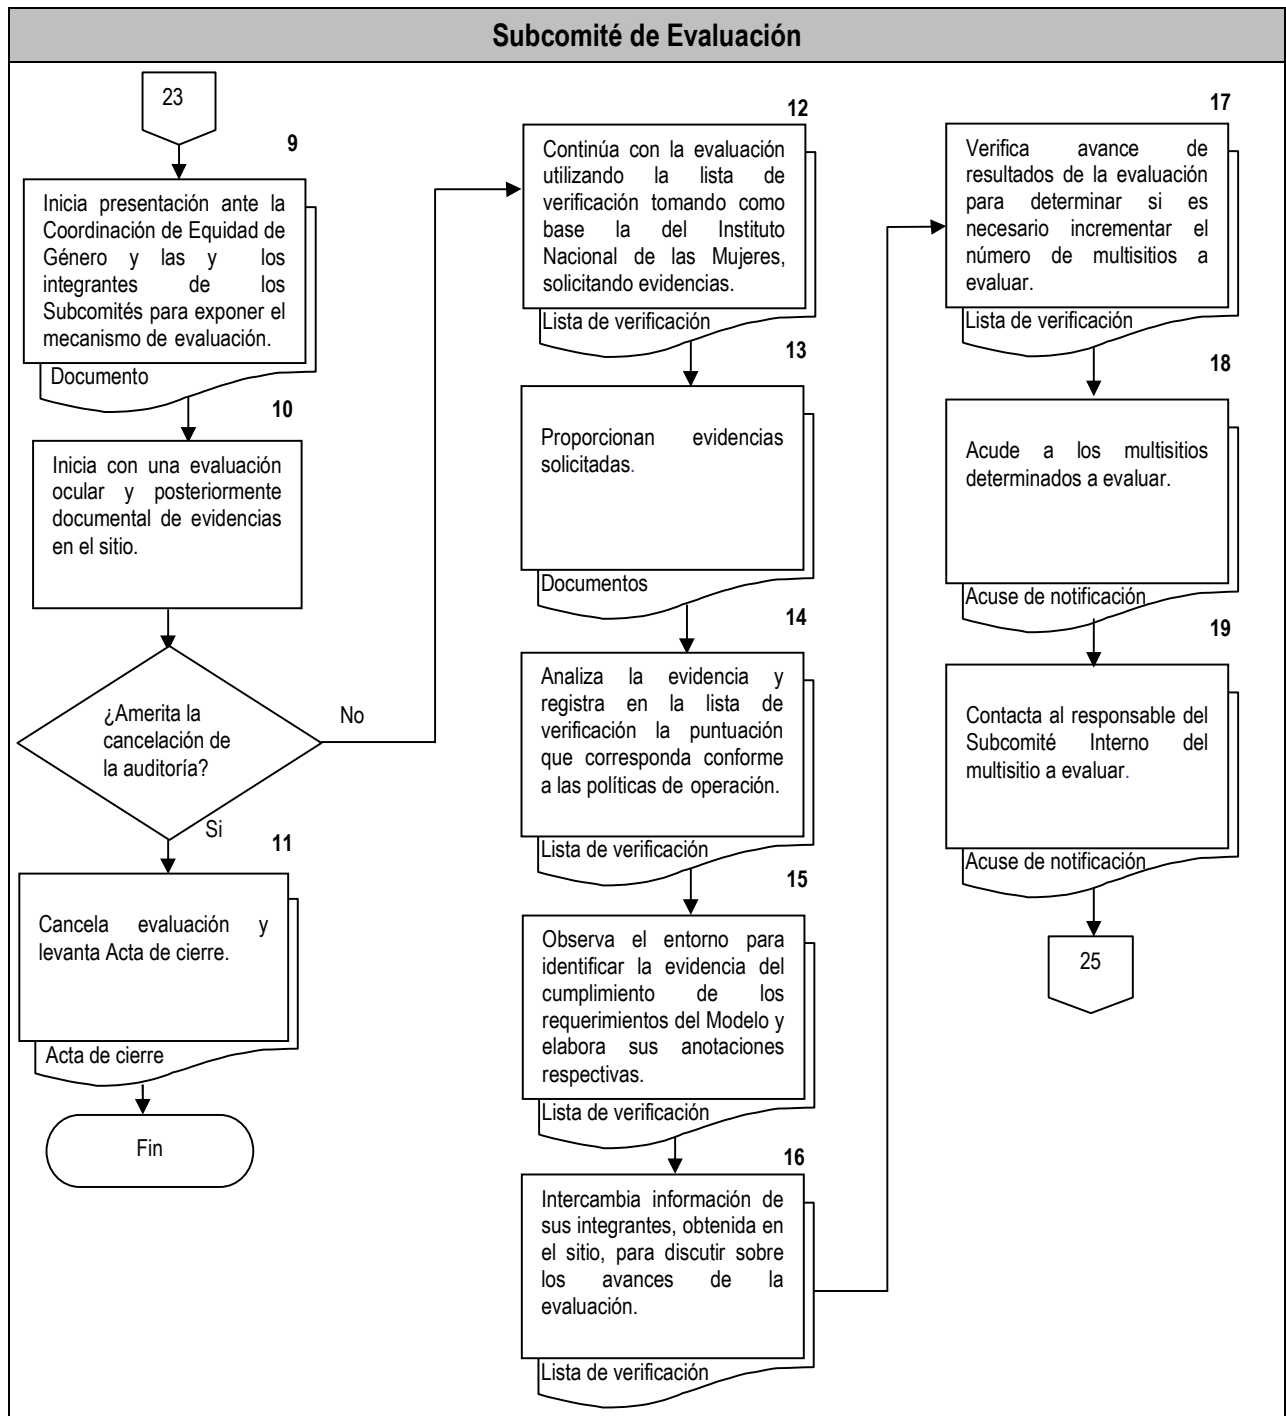 Subcomité de Evaluación
23
9
Inicia presentación ante la
Coordinación de Equidad de
Género y las y los
integrantes de los
Subcomités para exponer el
mecanismo de evaluación.
Documento
10
Inicia con una evaluación
ocular y posteriormente
documental de evidencias
en el sitio.
¿Amerita la
cancelación de
la auditoría?
No
Si
11
Cancela evaluación y
levanta Acta de cierre.
Acta de cierre
Fin
12
Continúa con la evaluación
utilizando la lista de
verificación tomando como
base la del Instituto
Nacional de las Mujeres,
solicitando evidencias.
Lista de verificación
13
Proporcionan evidencias
solicitadas.
Documentos
14
Analiza la evidencia y
registra en la lista de
verificación la puntuación
que corresponda conforme
a las políticas de operación.
Lista de verificación
15
Observa el entorno para
identificar la evidencia del
cumplimiento de los
requerimientos del Modelo y
elabora sus anotaciones
respectivas.
Lista de verificación
16
Intercambia información de
sus integrantes, obtenida en
el sitio, para discutir sobre
los avances de la
evaluación.
Lista de verificación
17
Verifica avance de
resultados de la evaluación
para determinar si es
necesario incrementar el
número de multisitios a
evaluar.
Lista de verificación
18
Acude a los multisitios
determinados a evaluar.
Acuse de notificación
19
Contacta al responsable del
Subcomité Interno del
multisitio a evaluar.
Acuse de notificación
25